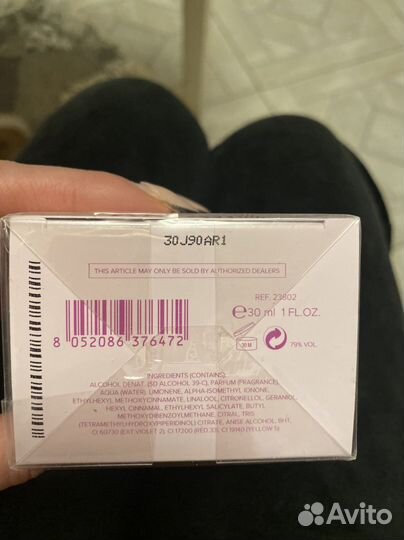 30J90AR1
THIS ARTICLE MAY ONLY BE SOLD BY AUTHORIZED DEALERS
REF. 23802
℮30 ml 1 FL.OZ.
30 M
79% VOL.
8 052086 376472
INGREDIENTS (CONTAINS):
ALCOHOL DENAT. (SD ALCOHOL 39-C), PARFUM (FRAGRANCE),
AQUA (WATER), LIMONENE, ALPHA-ISOMETHYL IONONE,
ETHYLHEXYL METHOXYCINNAMATE, LINALOOL, CITRONELLOL, GERANIOL,
HEXYL CINNAMAL, ETHYLHEXYL SALICYLATE, BUTYL
METHOXYDIBENZOYLMETHANE, CITRAL, TRIS
(TETRAMETHYLHYDROXYPIPERIDINOL) CITRATE, ANISE ALCOHOL, BHT,
CI 60730 (EXT. VIOLET 2), CI 17200 (RED 33), CI 19140 (YELLOW 5)
Avito